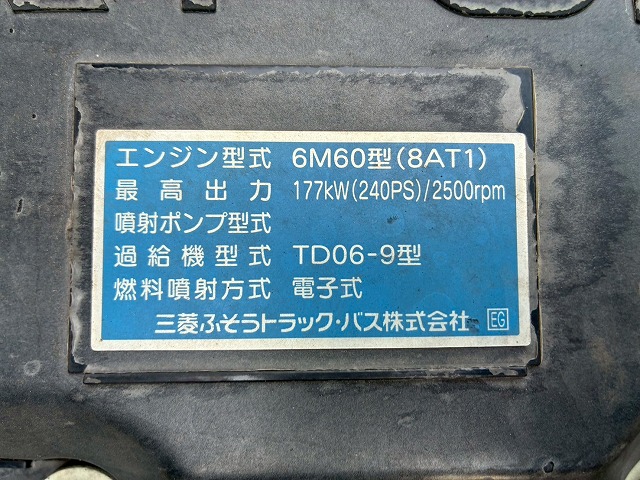 エンジン型式 6M60型(8AT1)
最高出力 177kW(240PS)/2500rpm
噴射ポンプ型式
過給機型式 TD06-9型
燃料噴射方式 電子式
三菱ふそうトラック・バス株式会社 EG